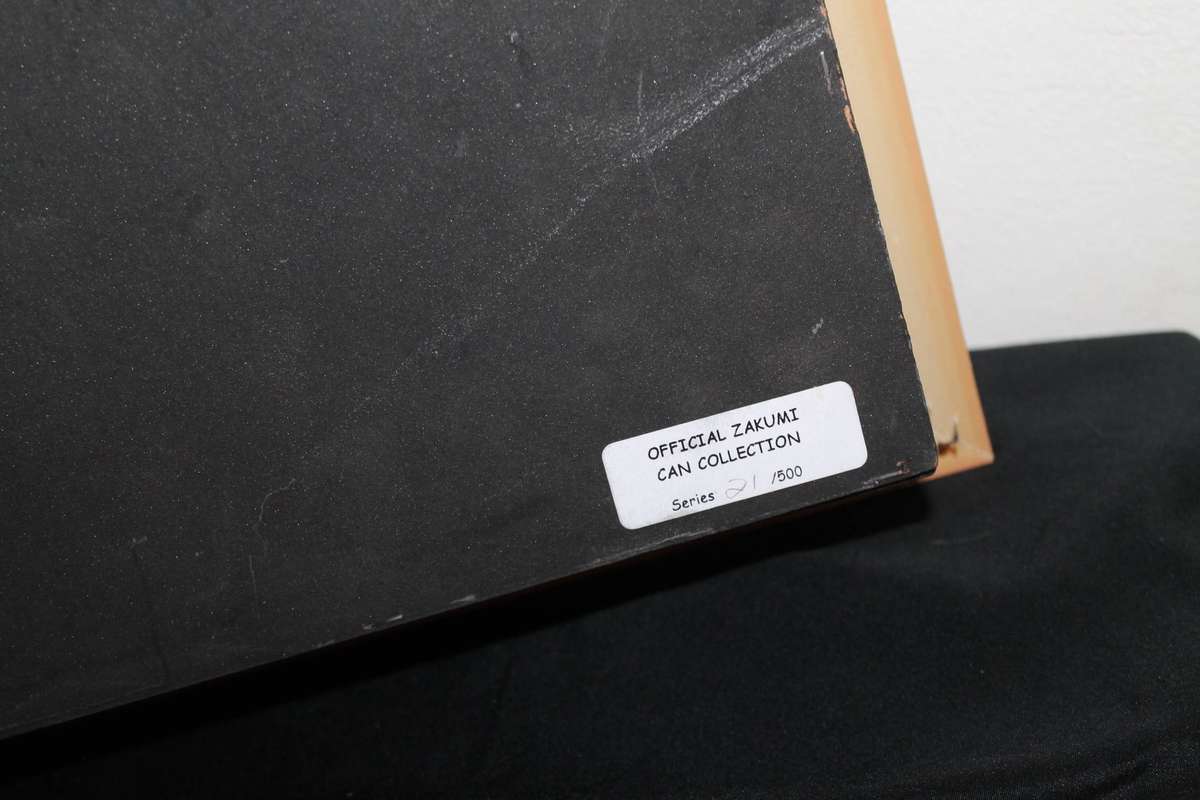 OFFICIAL ZAKUMI
CAN COLLECTION
Series 21 /500